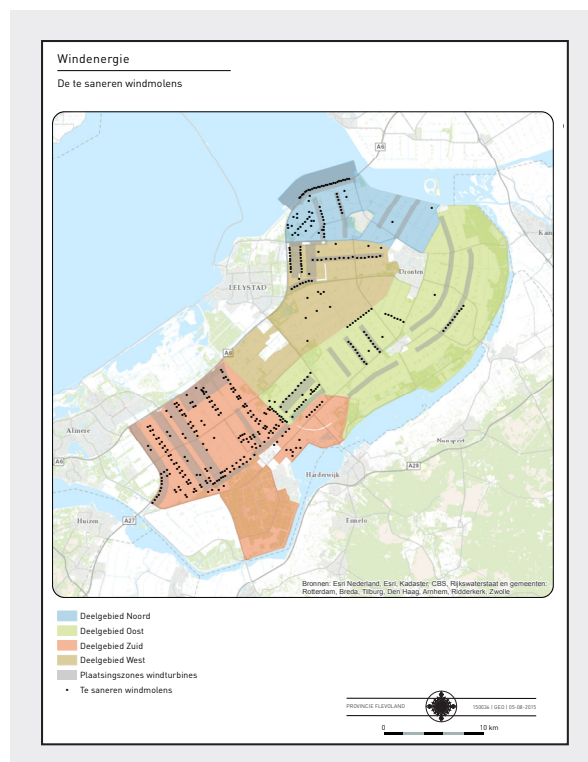 Windenergie
De te saneren windmolens
A6
Kam
Dronten
LELYSTAD
A6
Almere
Nunspeet
A6
A28
Harderwijk
Huizen
A27
Ermelo
Bronnen: Esri Nederland, Esri, Kadaster, CBS, Rijkswaterstaat en gemeenten:
Rotterdam, Breda, Tilburg, Den Haag, Arnhem, Ridderkerk, Zwolle
Deelgebied Noord
Deelgebied Oost
Deelgebied Zuid
Deelgebied West
Plaatsingszones windturbines
Te saneren windmolens
PROVINCIE FLEVOLAND
150036 | GEO | 05-08-2015
0 10 km